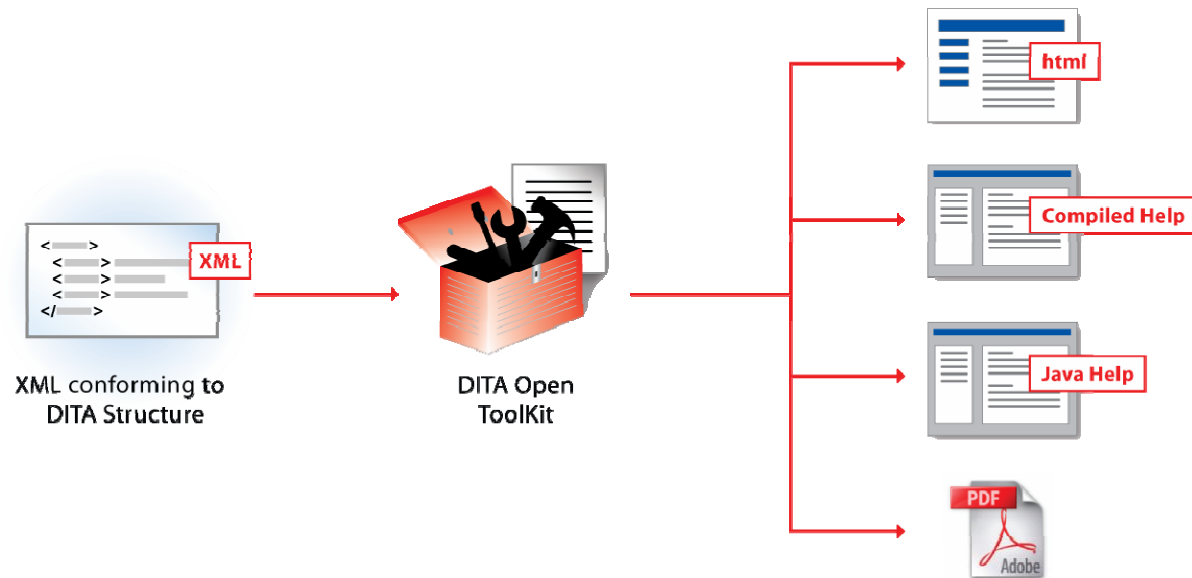 < >
< >
< >
< >
</ >
XML
XML conforming to
DITA Structure
DITA Open
ToolKit
html
Compiled Help
Java Help
PDF
Adobe